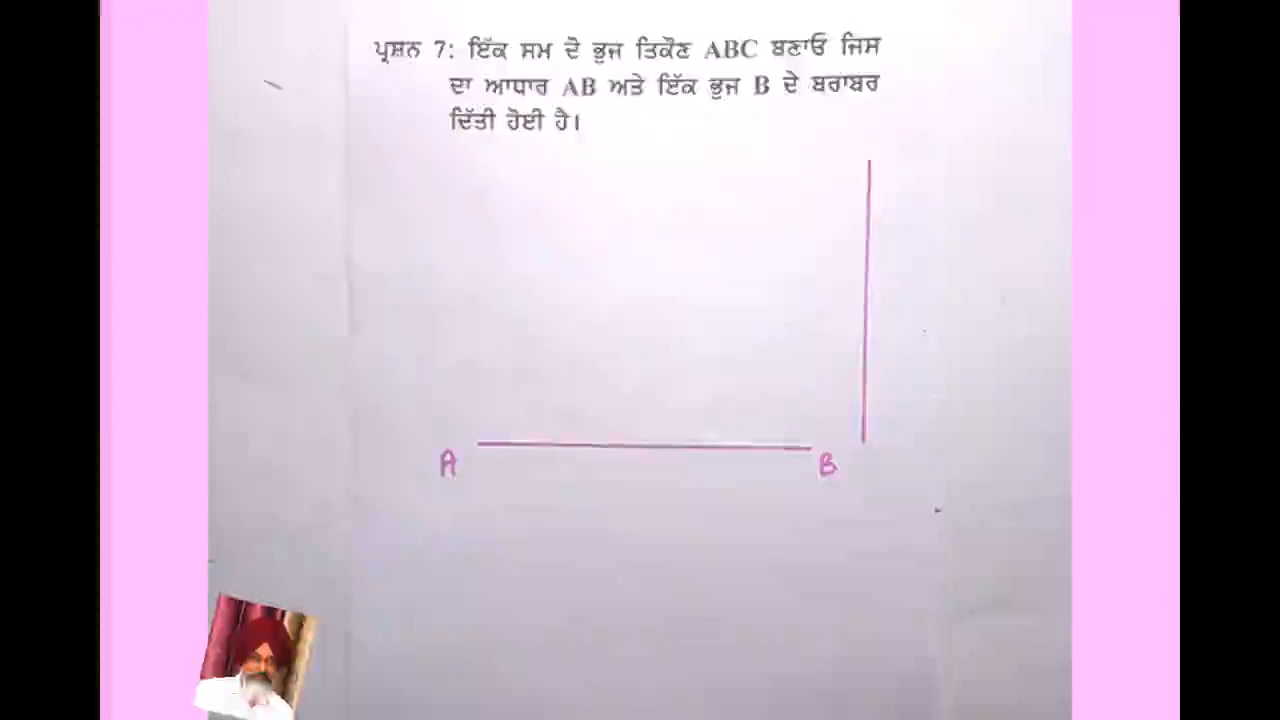 ਪ੍ਰਸ਼ਨ 7: ਇੱਕ ਸਮ ਦੋ ਭੁਜ ਤਿਕੌਣ ABC ਬਣਾਓ ਜਿਸ
ਦਾ ਆਧਾਰ AB ਅਤੇ ਇੱਕ ਭੁਜ B ਦੇ ਬਰਾਬਰ
ਦਿੱਤੀ ਹੋਈ ਹੈ।
A B